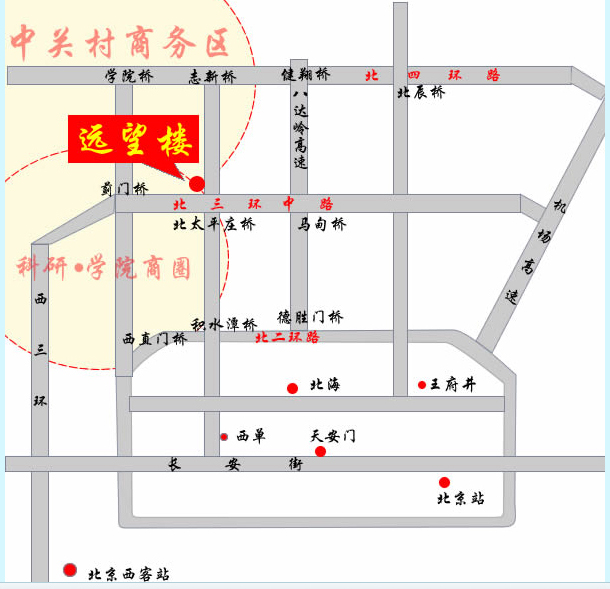 中关村商务区
学院桥
志新桥
健翔桥
北四环路
北辰桥
八达岭高速
远望楼
蓟门桥
北三环中路
机场高速
北太平庄桥
马甸桥
科研•学院商圈
西三环
西直门桥
积水潭桥
德胜门桥
北二环路
北海
王府井
西单
天安门
长安街
北京站
北京西客站